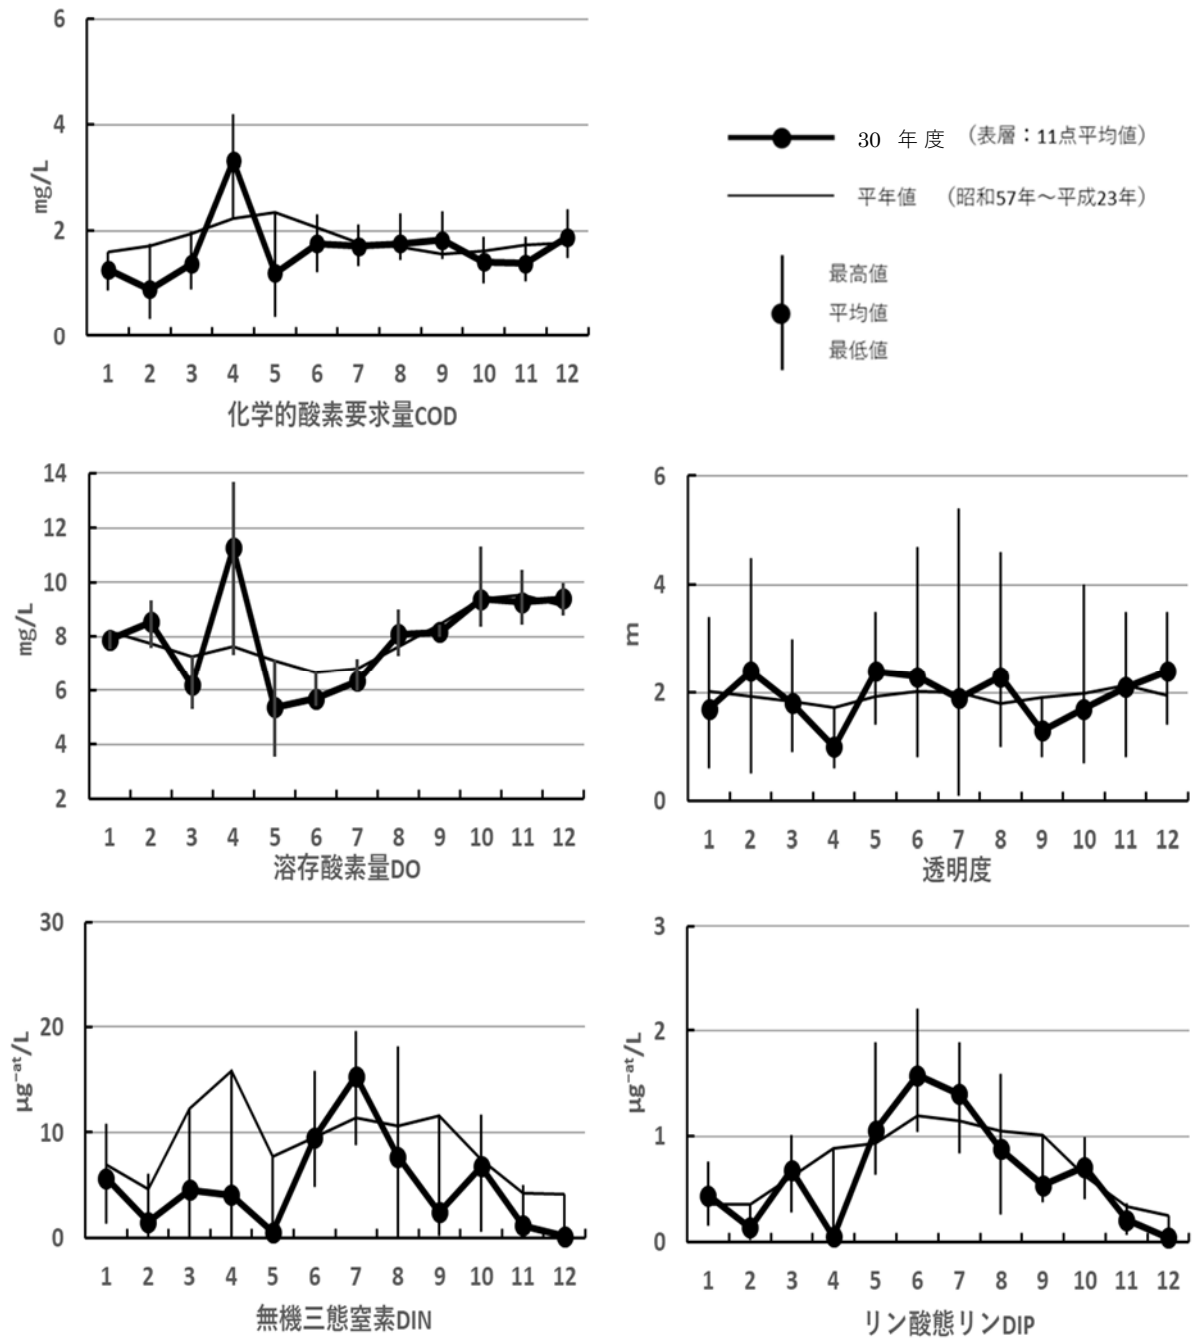 6
4
2
0
mg/L
1 2 3 4 5 6 7 8 9 10 11 12
化学的酸素要求量COD
30 年度 （表層：11点平均値）
平年値 （昭和57年～平成23年）
最高値
平均値
最低値
14
12
10
8
6
4
2
mg/L
1 2 3 4 5 6 7 8 9 10 11 12
溶存酸素量DO
6
4
2
0
m
1 2 3 4 5 6 7 8 9 10 11 12
透明度
30
20
10
0
μg-at/L
1 2 3 4 5 6 7 8 9 10 11 12
無機三態窒素DIN
3
2
1
0
μg-at/L
1 2 3 4 5 6 7 8 9 10 11 12
リン酸態リンDIP